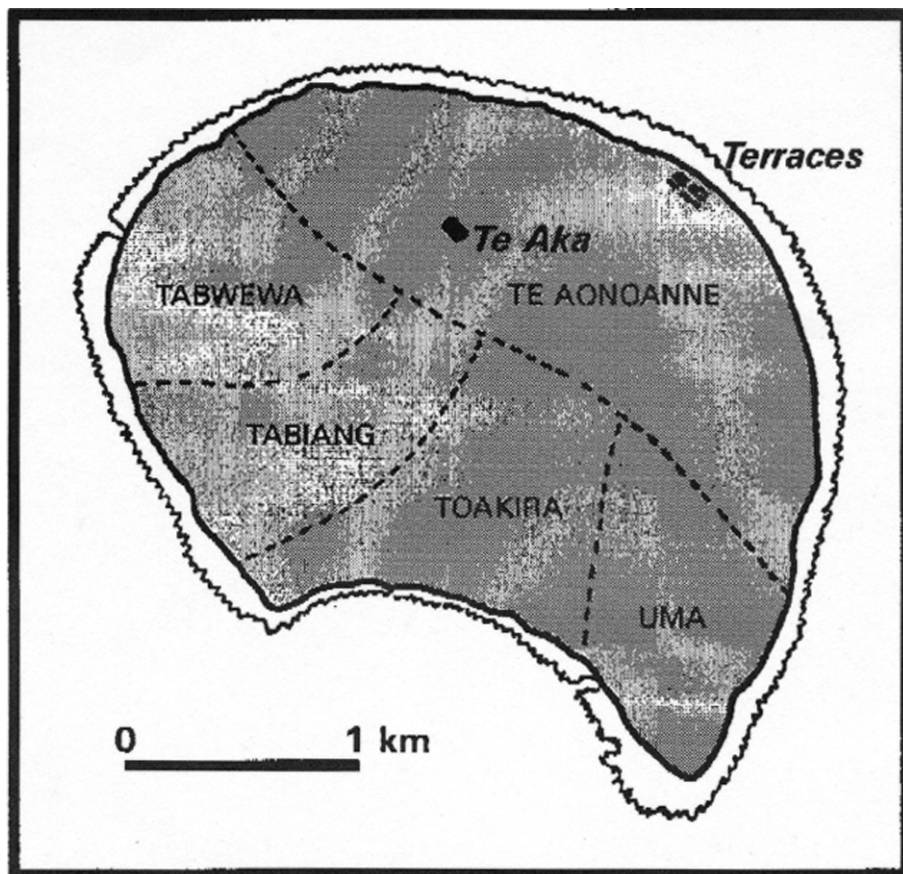 Terraces
Te Aka
TABWEWA
TE AONOANNE
TABIANG
TOAKIRA
UMA
0 1 km